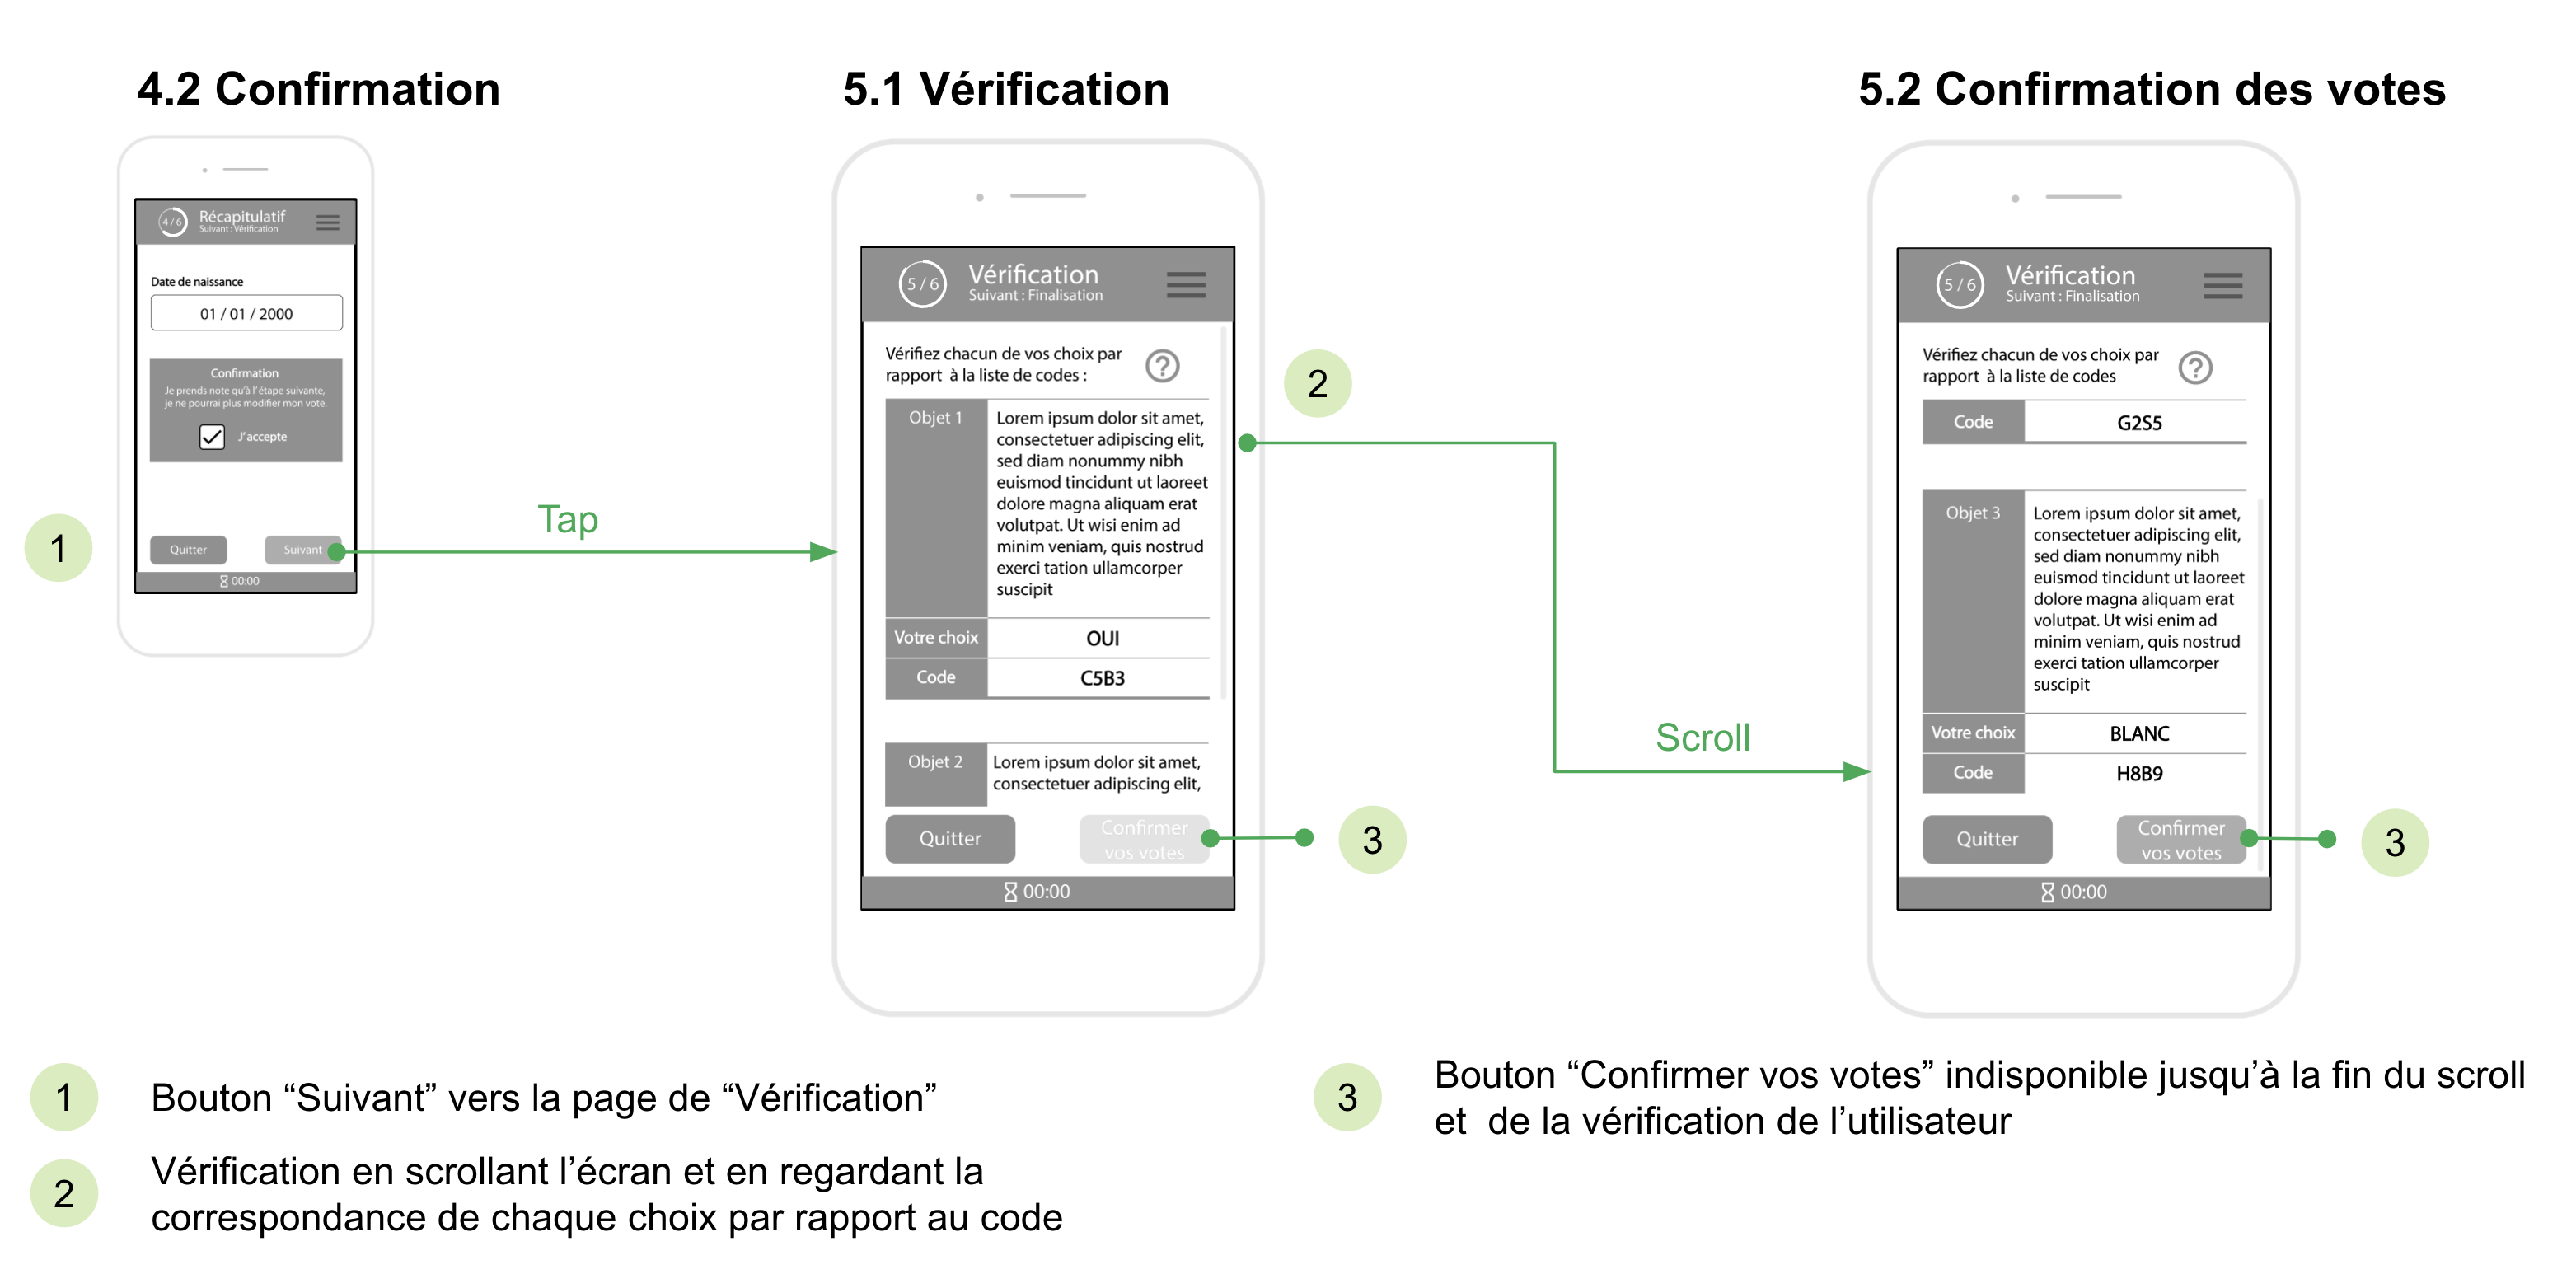 4.2 Confirmation
4 / 6
Récapitulatif
Suivant : Vérification
Date de naissance
01 / 01 / 2000
Confirmation
Je prends note qu'à l'étape suivante,
je ne pourrai plus modifier mon vote.
J'accepte
Quitter
Suivant
00:00
1
Tap
5.1 Vérification
5 / 6
Vérification
Suivant : Finalisation
Vérifiez chacun de vos choix par
rapport à la liste de codes :
?
Objet 1
Lorem ipsum dolor sit amet,
consectetuer adipiscing elit,
sed diam nonummy nibh
euismod tincidunt ut laoreet
dolore magna aliquam erat
volutpat. Ut wisi enim ad
minim veniam, quis nostrud
exerci tation ullamcorper
suscipit
Votre choix
OUI
Code
C5B3
Objet 2
Lorem ipsum dolor sit amet,
consectetuer adipiscing elit,
Quitter
Confirmer
vos votes
00:00
2
3
Scroll
5.2 Confirmation des votes
5 / 6
Vérification
Suivant : Finalisation
Vérifiez chacun de vos choix par
rapport à la liste de codes
?
Code
G2S5
Objet 3
Lorem ipsum dolor sit amet,
consectetuer adipiscing elit,
sed diam nonummy nibh
euismod tincidunt ut laoreet
dolore magna aliquam erat
volutpat. Ut wisi enim ad
minim veniam, quis nostrud
exerci tation ullamcorper
suscipit
Votre choix
BLANC
Code
H8B9
Quitter
Confirmer
vos votes
00:00
3
1
Bouton “Suivant” vers la page de “Vérification”
2
Vérification en scrollant l’écran et en regardant la
correspondance de chaque choix par rapport au code
3
Bouton “Confirmer vos votes” indisponible jusqu’à la fin du scroll
et de la vérification de l’utilisateur